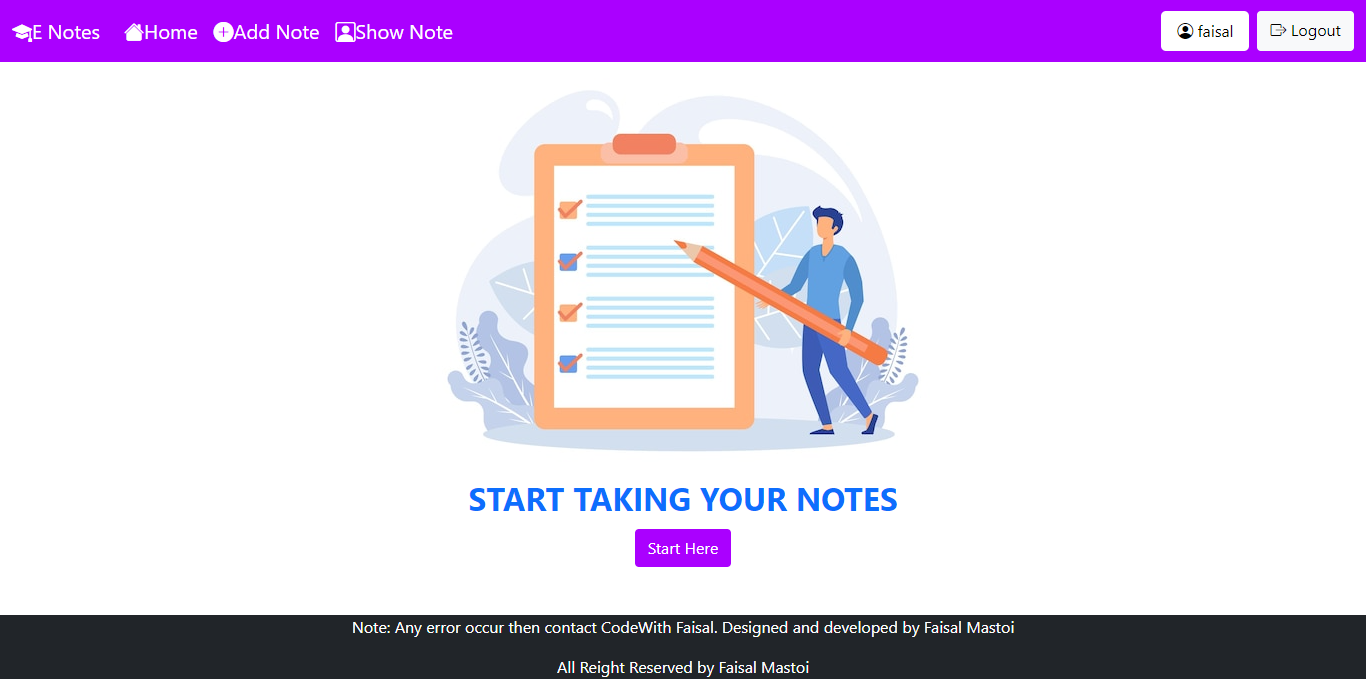 E Notes Home Add Note Show Note faisal Logout
START TAKING YOUR NOTES
Start Here
Note: Any error occur then contact CodeWith Faisal. Designed and developed by Faisal Mastoi
All Reight Reserved by Faisal Mastoi